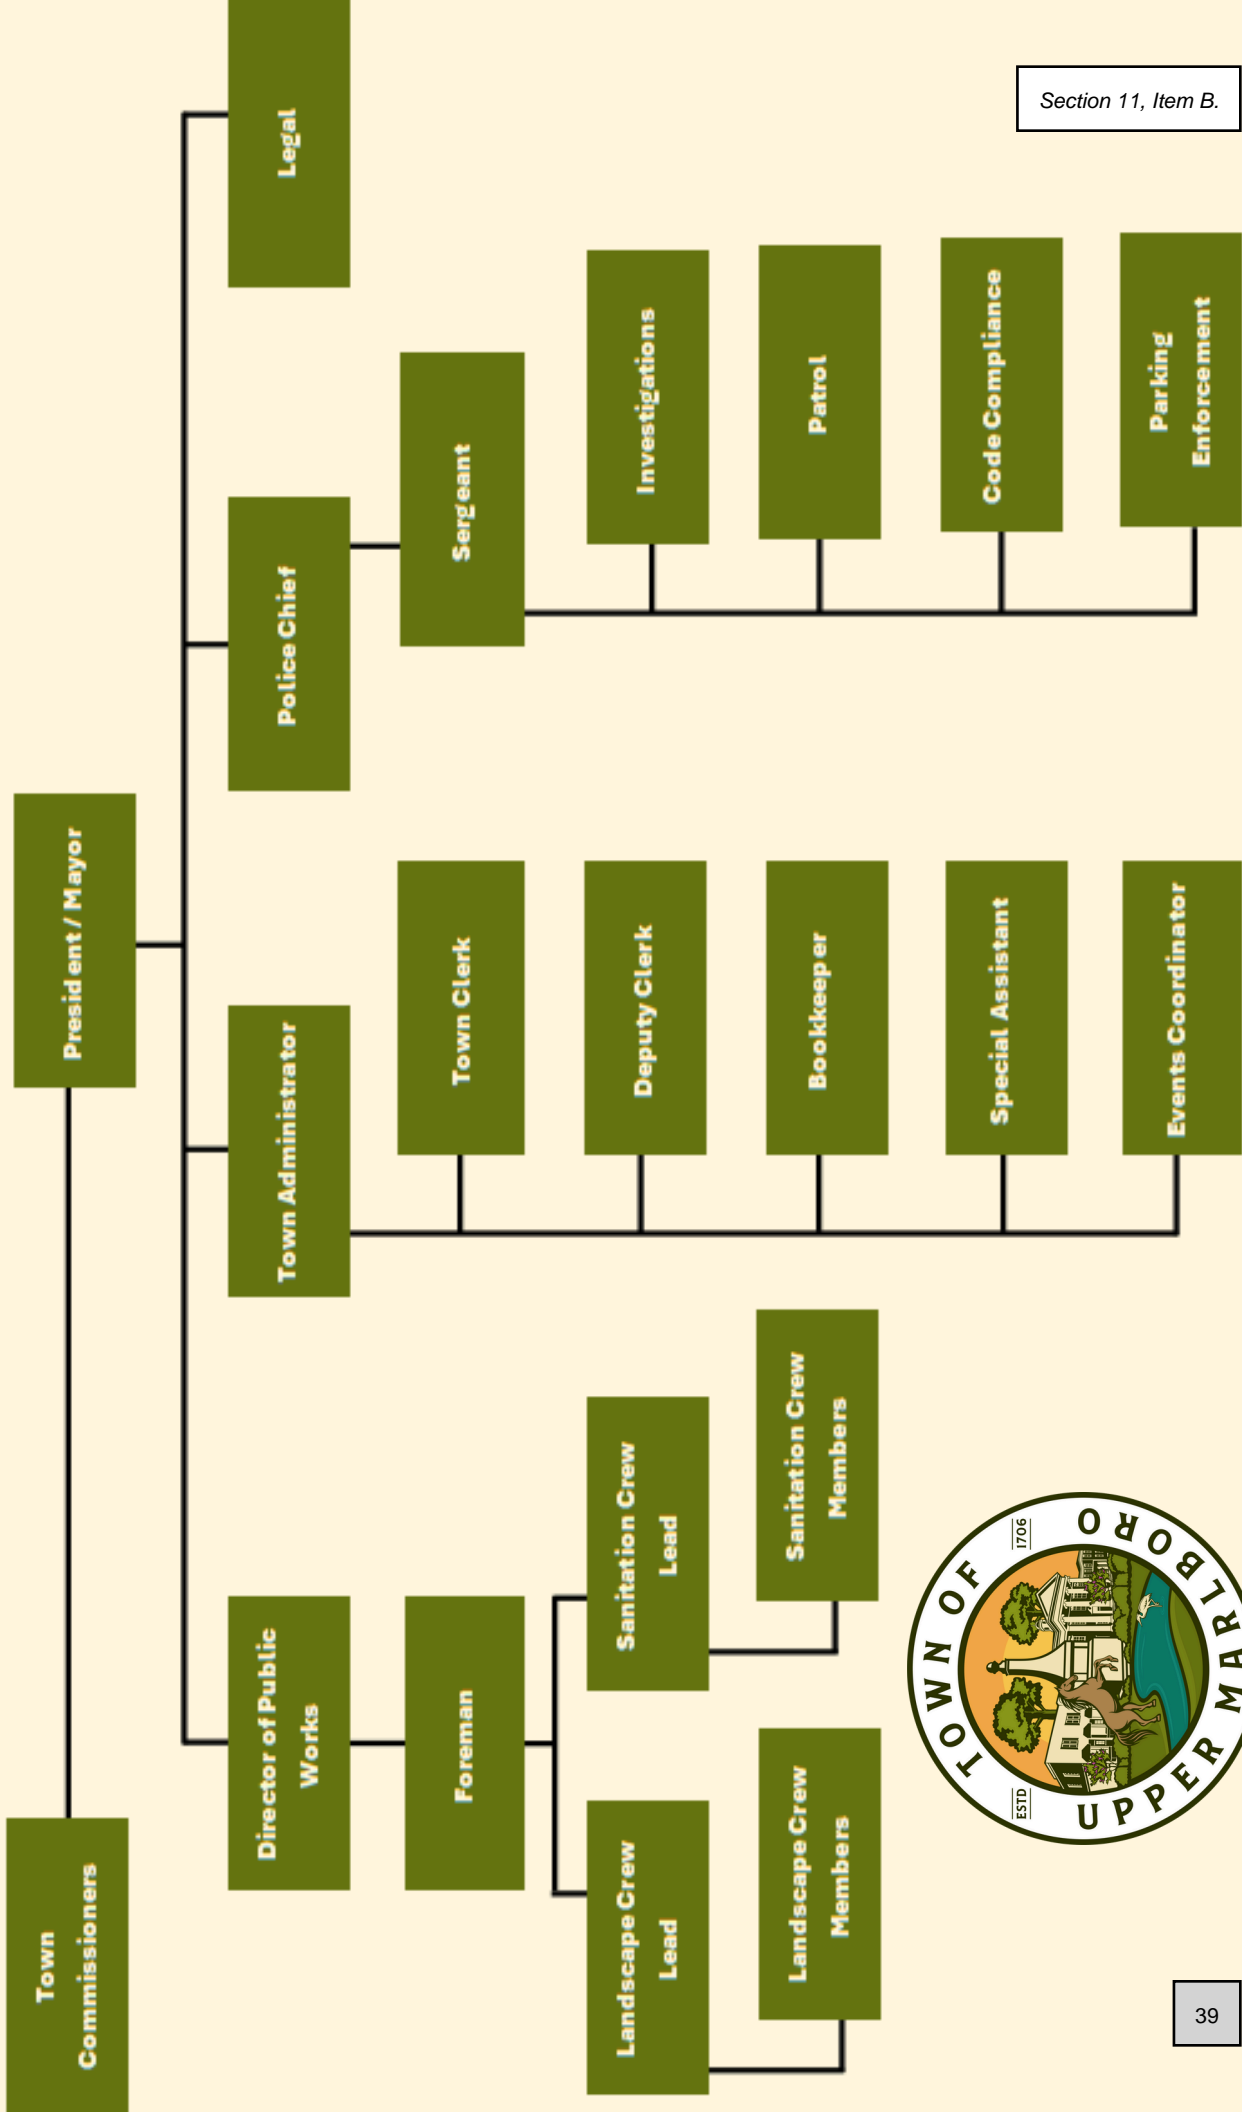 Section 11, Item B.
Town
Commissioners
President / Mayor
Director of Public
Works
Town Administrator
Police Chief
Legal
Foreman
Landscape Crew
Lead
Sanitation Crew
Lead
Landscape Crew
Members
Sanitation Crew
Members
Town Clerk
Deputy Clerk
Bookkeeper
Special Assistant
Events Coordinator
Sergeant
Investigations
Patrol
Code Compliance
Parking
Enforcement
TOWN OF
ESTD
1706
UPPER MARLBORO
39